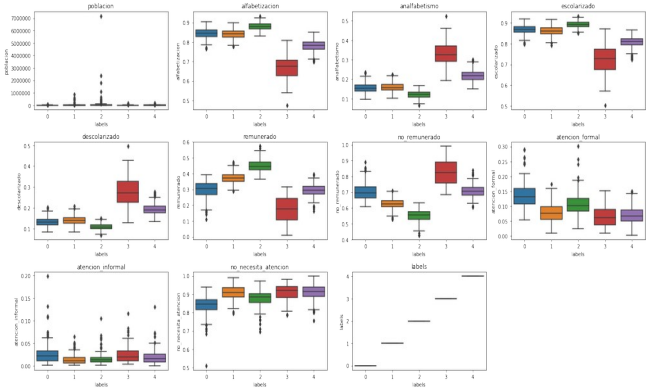 poblacion
alfabetizacion
analfabetismo
escolarizado
7000000
6000000
5000000
4000000
3000000
2000000
1000000
0
poblacion
0 1 2 3 4
labels
0.9
0.8
0.7
0.6
0.5
alfabetizacion
0 1 2 3 4
labels
0.5
0.4
0.3
0.2
0.1
analfabetismo
0 1 2 3 4
labels
0.9
0.8
0.7
0.6
0.5
escolarizado
0 1 2 3 4
labels
descolarizado
remunerado
no_remunerado
atencion_formal
0.5
0.4
0.3
0.2
0.1
descolarizado
0 1 2 3 4
labels
0.6
0.5
0.4
0.3
0.2
0.1
0.0
remunerado
0 1 2 3 4
labels
1.0
0.9
0.8
0.7
0.6
0.5
0.4
no_remunerado
0 1 2 3 4
labels
0.30
0.25
0.20
0.15
0.10
0.05
0.00
atencion_formal
0 1 2 3 4
labels
atencion_informal
no_necesita_atencion
labels
0.20
0.15
0.10
0.05
0.00
atencion_informal
0 1 2 3 4
labels
1.0
0.9
0.8
0.7
0.6
0.5
no_necesita_atencion
0 1 2 3 4
labels
4
3
2
1
0
labels
0 1 2 3 4
labels